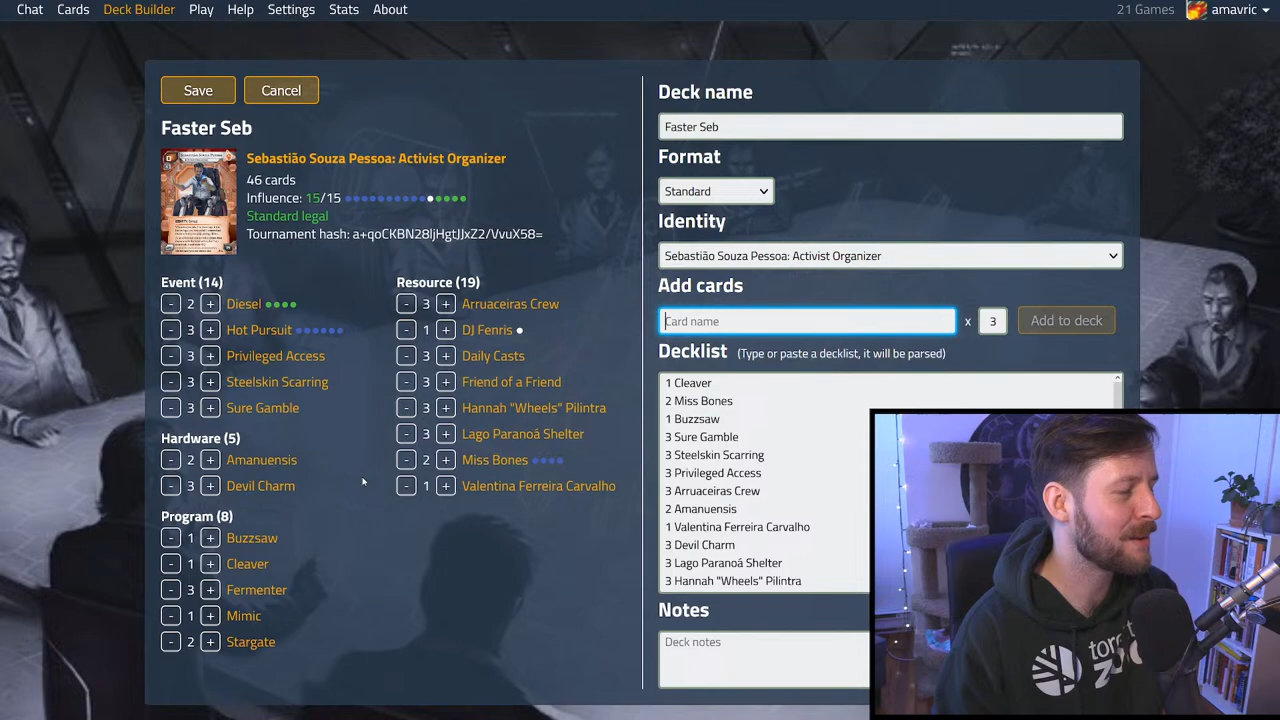 Chat Cards Deck Builder Play Help Settings Stats About 21 Games amavric
Save Cancel
Faster Seb
Sebastião Souza Pessoa: Activist Organizer
46 cards
Influence: 15/15
Standard legal
Tournament hash: a+qoCKBN28IjHgtJJxZ2/VvuX58=
Event (14)
- 2 + Diesel
- 3 + Hot Pursuit
- 3 + Privileged Access
- 3 + Steelskin Scarring
- 3 + Sure Gamble
Hardware (5)
- 2 + Amanuensis
- 3 + Devil Charm
Program (8)
- 1 + Buzzsaw
- 1 + Cleaver
- 3 + Fermenter
- 1 + Mimic
- 2 + Stargate
Resource (19)
- 3 + Arruaceiras Crew
- 1 + DJ Fenris
- 3 + Daily Casts
- 3 + Friend of a Friend
- 3 + Hannah "Wheels" Pilintra
- 3 + Lago Paranoá Shelter
- 2 + Miss Bones
- 1 + Valentina Ferreira Carvalho
Deck name
Faster Seb
Format
Standard
Identity
Sebastião Souza Pessoa: Activist Organizer
Add cards
Card name x 3 Add to deck
Decklist (Type or paste a decklist, it will be parsed)
1 Cleaver
2 Miss Bones
1 Buzzsaw
3 Sure Gamble
3 Steelskin Scarring
3 Privileged Access
3 Arruaceiras Crew
2 Amanuensis
1 Valentina Ferreira Carvalho
3 Devil Charm
3 Lago Paranoá Shelter
3 Hannah "Wheels" Pilintra
Notes
Deck notes